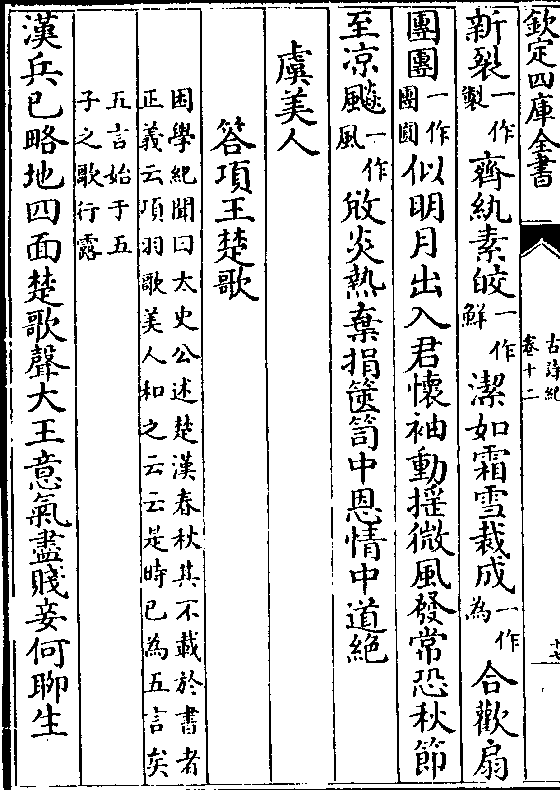 欽定四庫全書
古詩紀
卷十二
十七
新裂一作製齊紈素皎一作鮮潔如霜雪裁成一作為合歡扇
團團一作團圓似明月出入君懷袖動揺微風發常恐秋節
至凉飈一作風攽炎熱棄捐篋笥中恩情中道絶
虞美人
答項王楚歌
困學紀聞曰太史公述楚漢春秋其不載於書者
正義云項羽歌美人和之云云是時已為五言矣
五言始于五
子之歌行露
漢兵已略地四面楚歌聲大王意氣盡賤妾何聊生